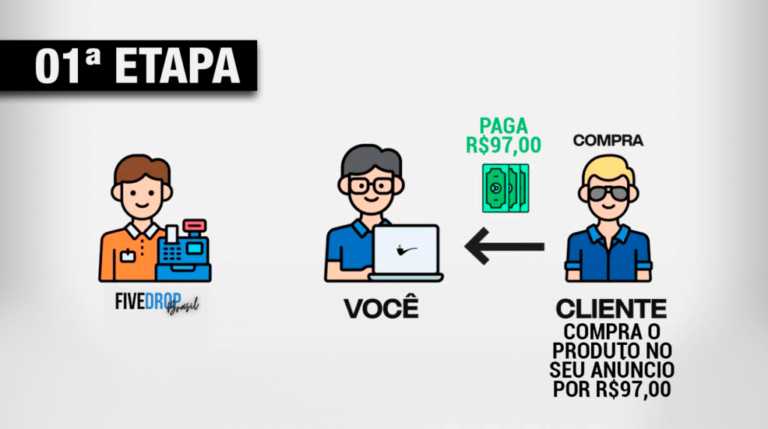 01ª ETAPA
PAGA
R$97,00
COMPRA
FIVEDROP
Brasil
VOCÊ
CLIENTE
COMPRA O
PRODUTO NO
SEU ANÚNCIO
POR R$97,00